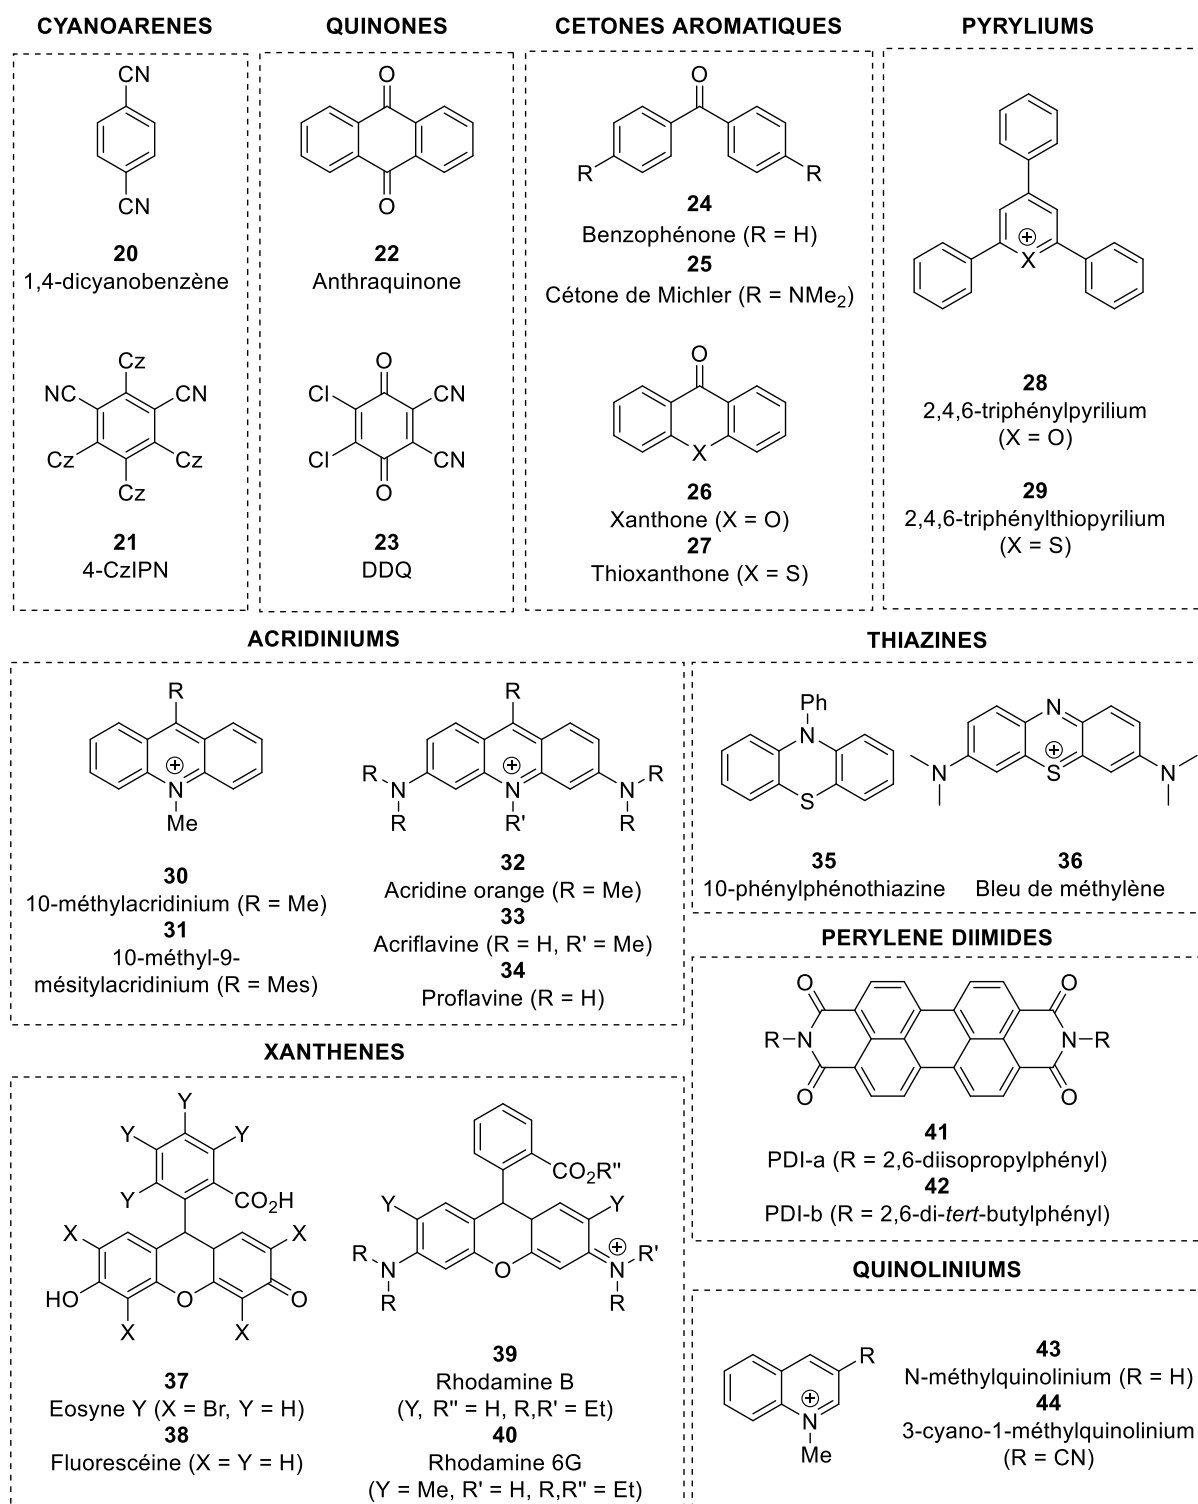 CYANOARENES
CN
CN
20
1,4-dicyanobenzène
Cz
NC
CN
Cz
Cz
Cz
21
4-CzIPN
QUINONES
O
O
22
Anthraquinone
O
Cl
CN
Cl
CN
O
23
DDQ
CETONES AROMATIQUES
O
R
R
24
Benzophénone (R = H)
25
Cétone de Michler (R = NMe2)
O
X
26
Xanthone (X = O)
27
Thioxanthone (X = S)
PYRYLIUMS
+
X
28
2,4,6-triphénylpyrilium
(X = O)
29
2,4,6-triphénylthiopyrilium
(X = S)
ACRIDINIUMS
R
+
N
Me
30
10-méthylacridinium (R = Me)
31
10-méthyl-9-
mésitylacridinium (R = Mes)
R
R
+
R
N
N
N
R
R'
R
32
Acridine orange (R = Me)
33
Acriflavine (R = H, R' = Me)
34
Proflavine (R = H)
THIAZINES
Ph
N
S
35
10-phénylphénothiazine
N
+
N
S
N
36
Bleu de méthylène
PERYLENE DIIMIDES
O
O
R
N
N
R
O
O
41
PDI-a (R = 2,6-diisopropylphényl)
42
PDI-b (R = 2,6-di-tert-butylphényl)
XANTHENES
Y
Y
Y
Y
CO2H
X
X
HO
O
O
X
X
37
Eosyne Y (X = Br, Y = H)
38
Fluorescéine (X = Y = H)
CO2R''
Y
Y
R
+
R'
N
O
N
R
R
39
Rhodamine B
(Y, R'' = H, R,R' = Et)
40
Rhodamine 6G
(Y = Me, R' = H, R,R'' = Et)
QUINOLINIUMS
R
+
N
Me
43
N-méthylquinolinium (R = H)
44
3-cyano-1-méthylquinolinium
(R = CN)